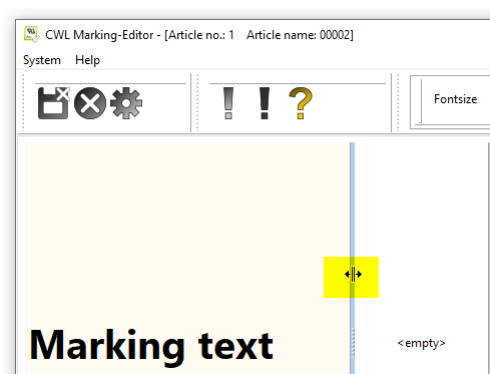 CWL Marking-Editor - [Article no.: 1 Article name: 00002]
System Help
Fontsize
Marking text
<empty>